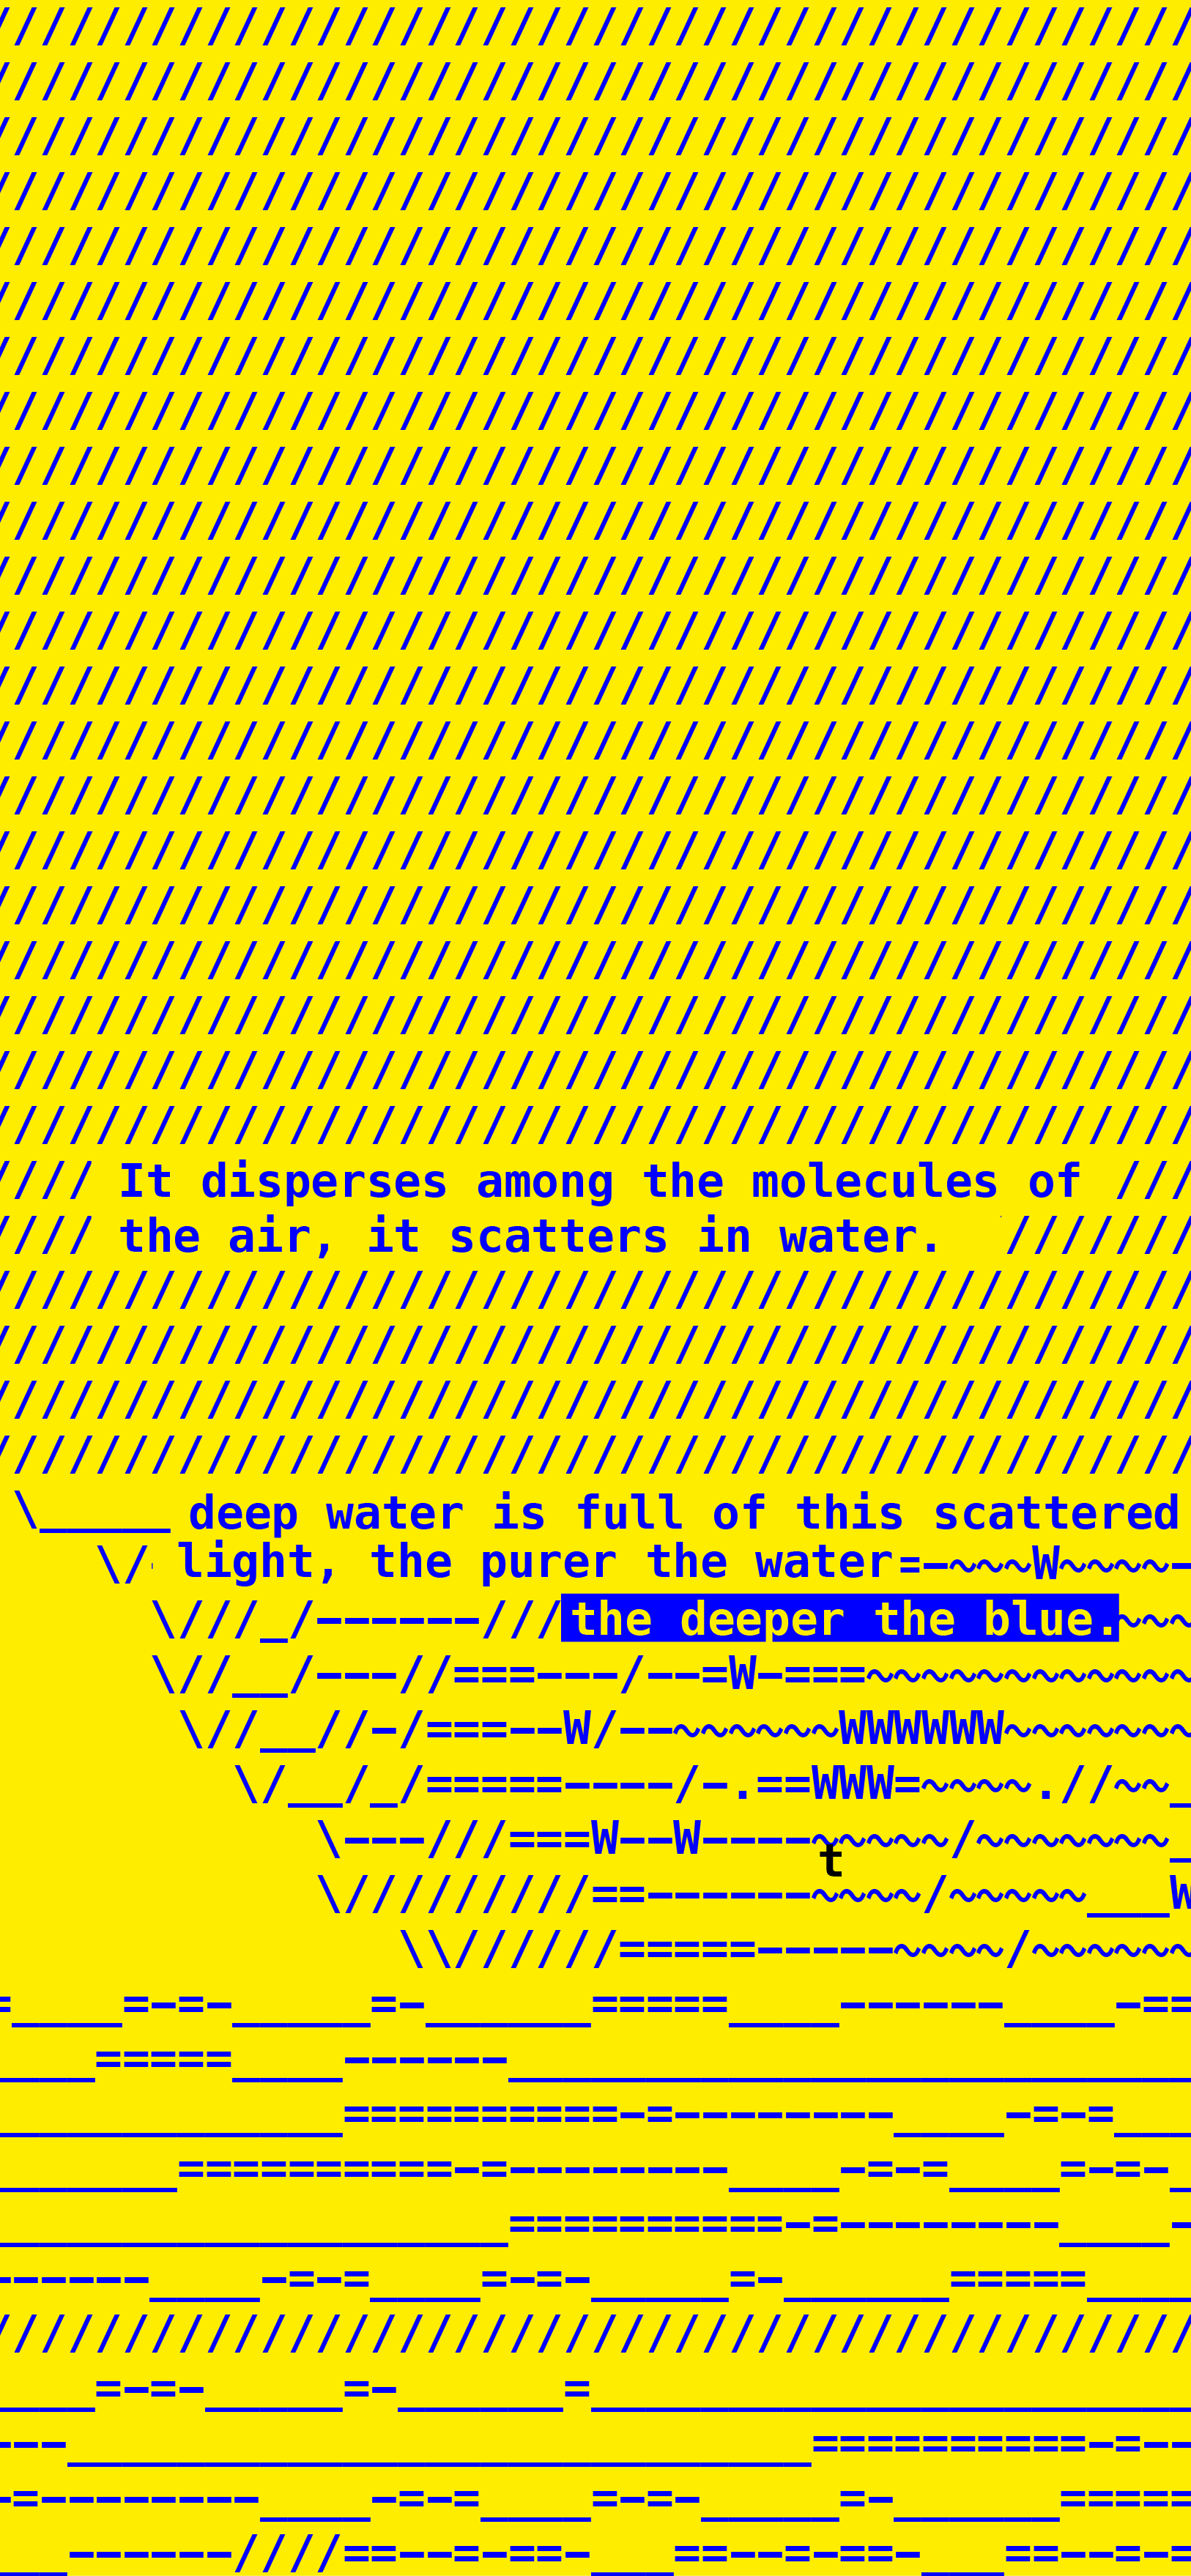 It disperses among the molecules of
the air, it scatters in water.
deep water is full of this scattered
light, the purer the water
the deeper the blue.
t